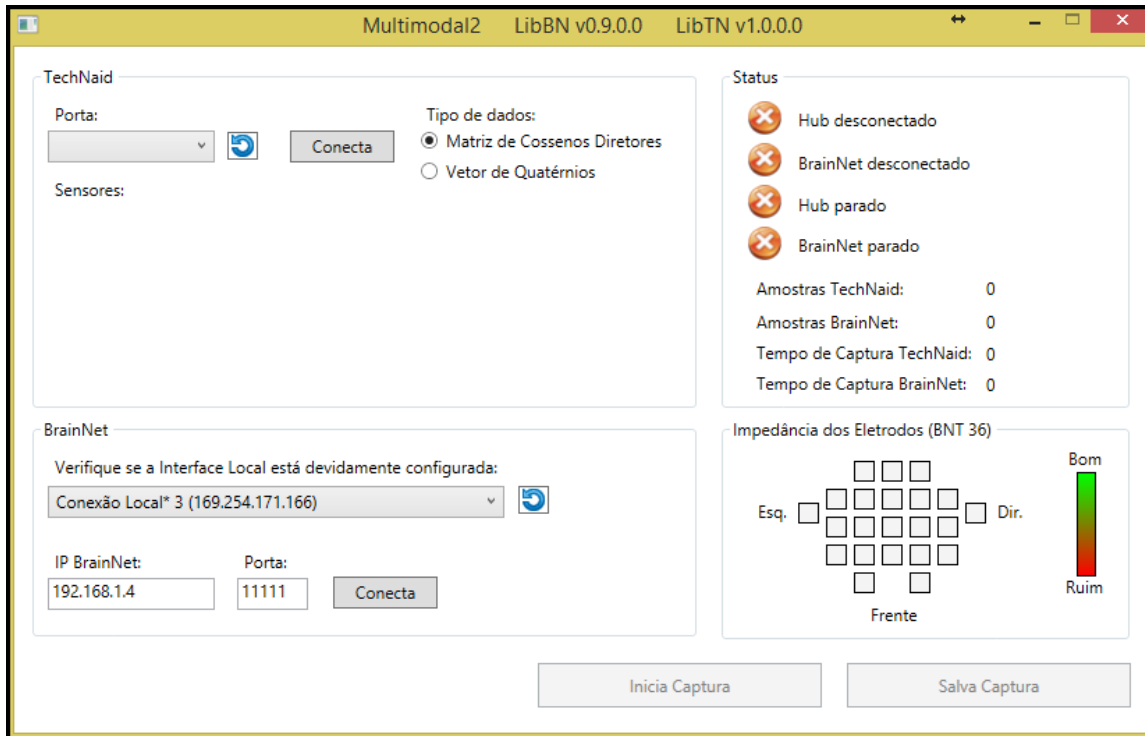 Multimodal2 LibBN v0.9.0.0 LibTN v1.0.0.0
TechNaid
Porta:
Conecta
Tipo de dados:
Matriz de Cossenos Diretores
Vetor de Quatérnios
Sensores:
Status
Hub desconectado
BrainNet desconectado
Hub parado
BrainNet parado
Amostras TechNaid: 0
Amostras BrainNet: 0
Tempo de Captura TechNaid: 0
Tempo de Captura BrainNet: 0
BrainNet
Verifique se a Interface Local está devidamente configurada:
Conexão Local* 3 (169.254.171.166)
IP BrainNet:
Porta:
192.168.1.4
11111
Conecta
Impedância dos Eletrodos (BNT 36)
Bom
Esq.
Dir.
Ruim
Frente
Inicia Captura
Salva Captura